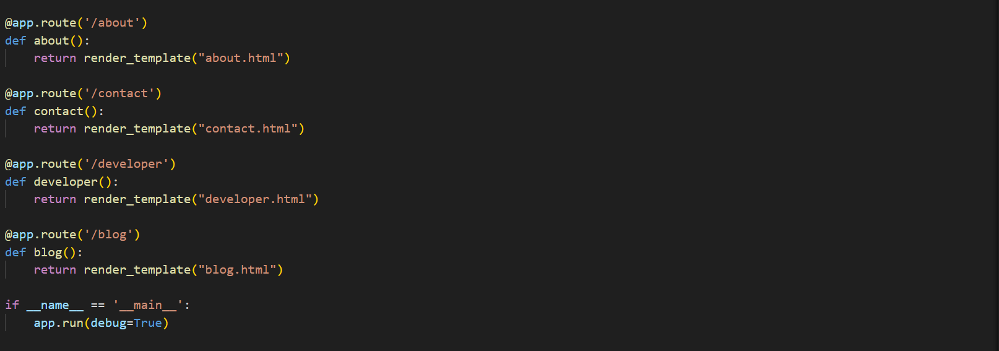 @app.route('/about')
def about():
    return render_template("about.html")

@app.route('/contact')
def contact():
    return render_template("contact.html")

@app.route('/developer')
def developer():
    return render_template("developer.html")

@app.route('/blog')
def blog():
    return render_template("blog.html")

if __name__ == '__main__':
    app.run(debug=True)